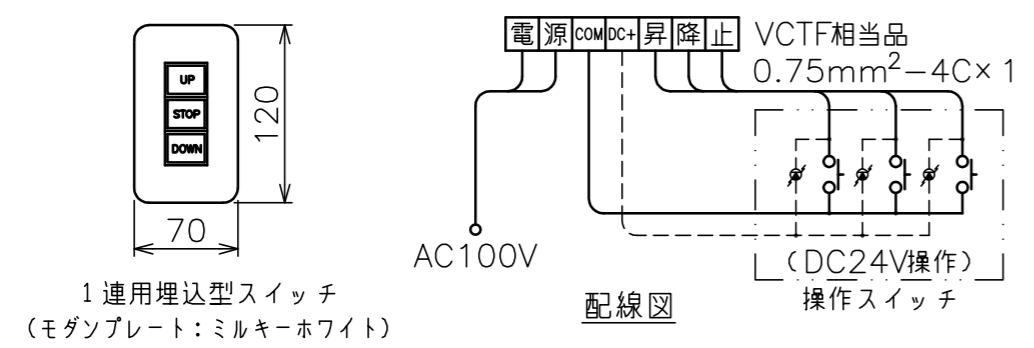 UP
STOP
DOWN
120
70
1連用埋込型スイッチ
(モダンプレート：ミルキーホワイト)
電 源 COM DC+ 昇 降 止
VCTF相当品
0.75mm²−4C×1
AC100V
(DC24V操作)
操作スイッチ
配線図